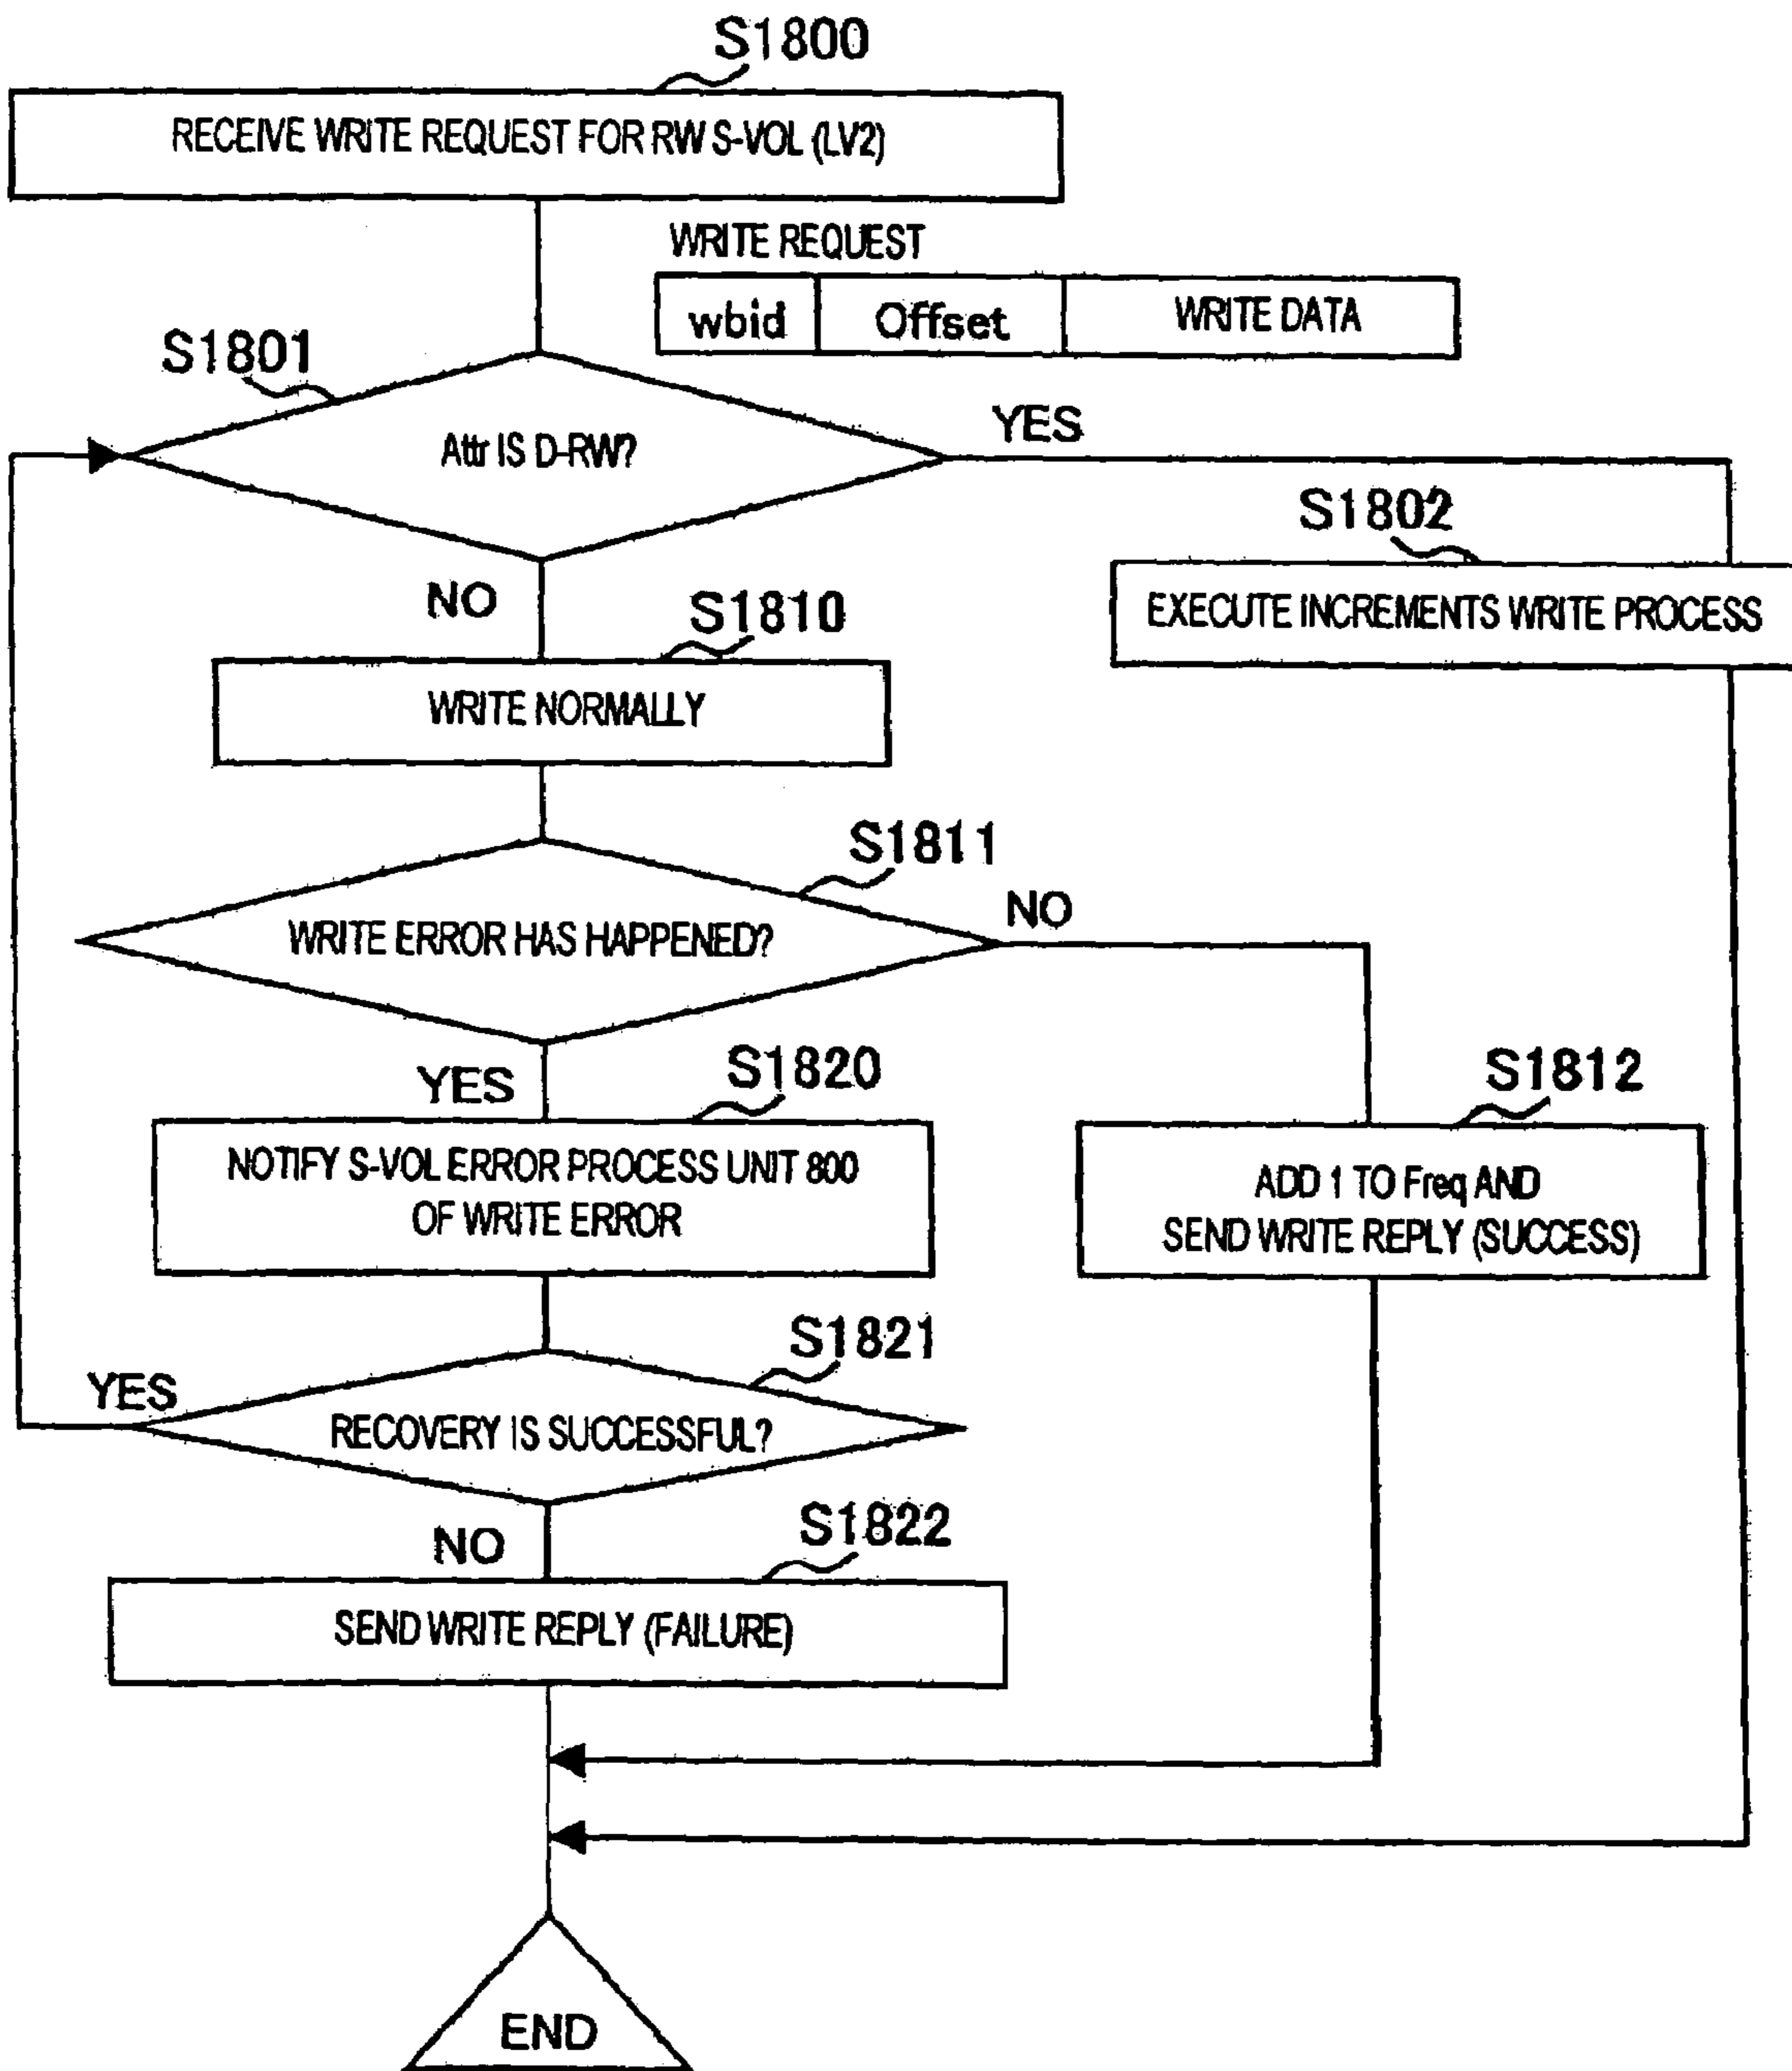 S1800
RECEIVE WRITE REQUEST FOR RW S-VOL (LV2)
WRITE REQUEST
wbid Offset WRITE DATA
S1801
Attr IS D-RW?
YES
S1802
EXECUTE INCREMENTS WRITE PROCESS
NO
S1810
WRITE NORMALLY
S1811
WRITE ERROR HAS HAPPENED?
NO
YES
S1820
NOTIFY S-VOL ERROR PROCESS UNIT 800
OF WRITE ERROR
S1812
ADD 1 TO Freq AND
SEND WRITE REPLY (SUCCESS)
S1821
YES
RECOVERY IS SUCCESSFUL?
NO
S1822
SEND WRITE REPLY (FAILURE)
END